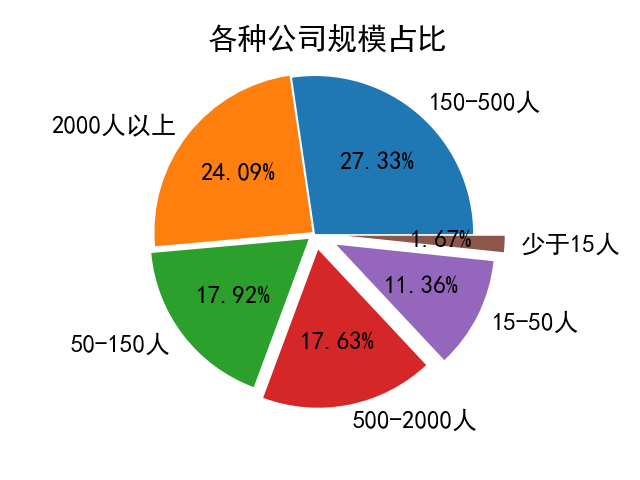 各种公司规模占比
150-500人
27.33%
2000人以上
24.09%
50-150人
17.92%
500-2000人
17.63%
15-50人
11.36%
少于15人
1.67%